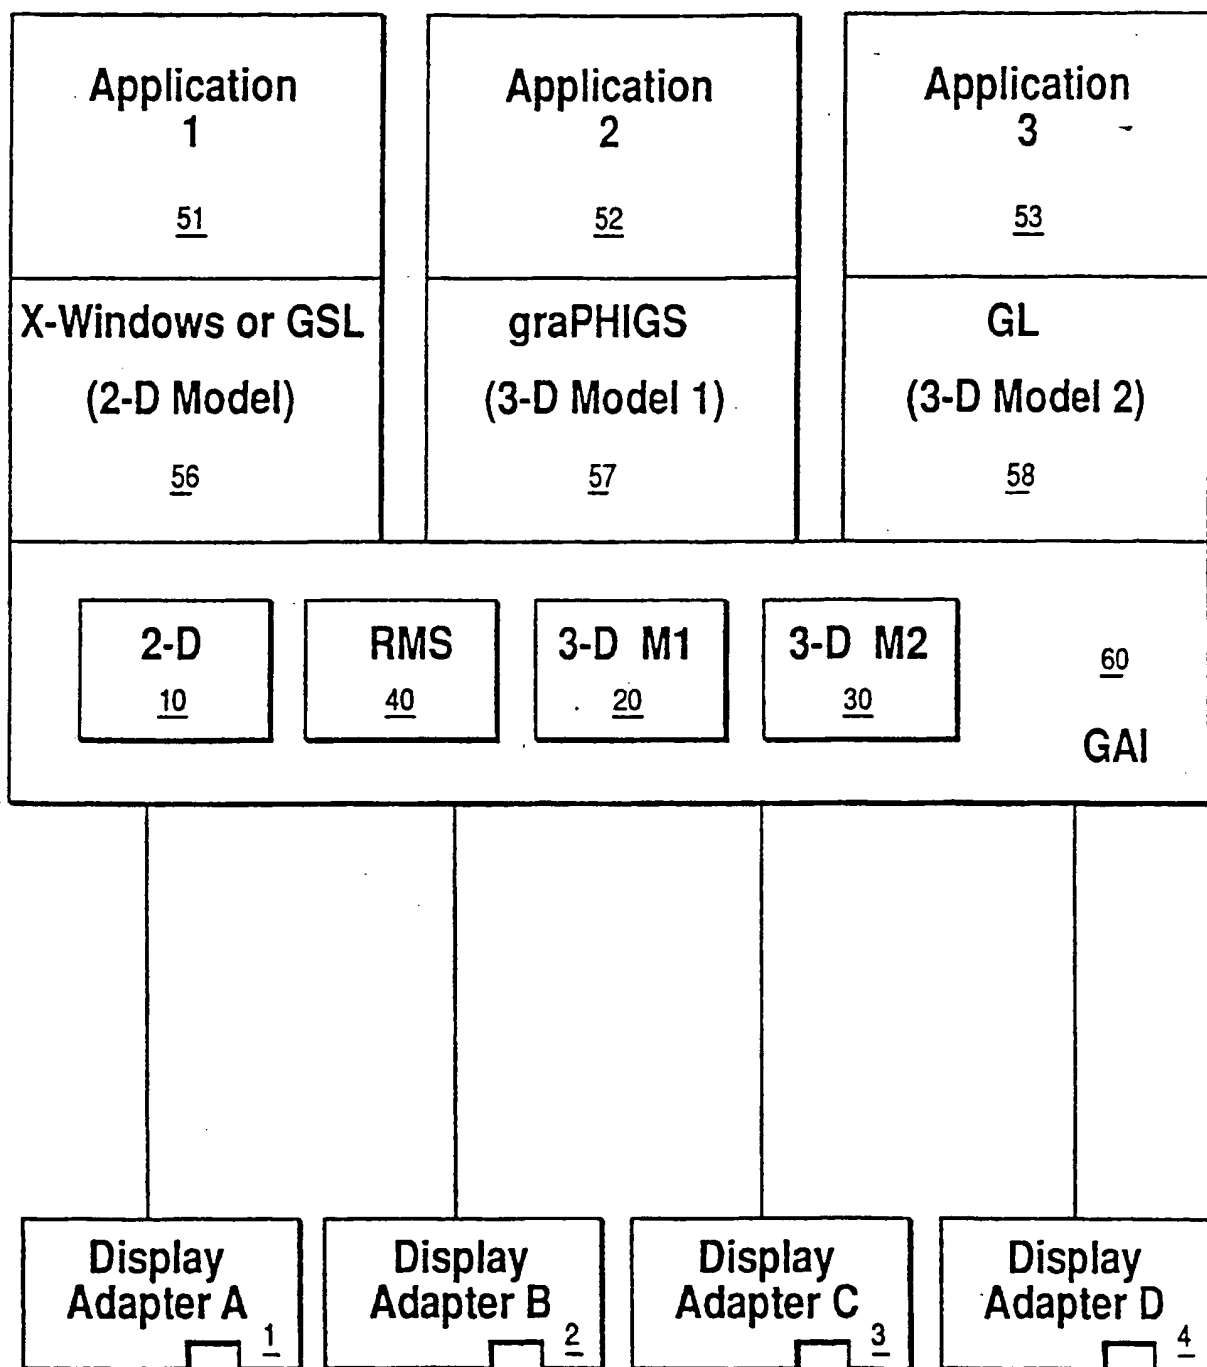 Application
1
51
Application
2
52
Application
3
53
X-Windows or GSL
(2-D Model)
56
graPHIGS
(3-D Model 1)
57
GL
(3-D Model 2)
58
2-D
10
RMS
40
3-D M1
20
3-D M2
30
60
GAI
Display
Adapter A
1
Display
Adapter B
2
Display
Adapter C
3
Display
Adapter D
4